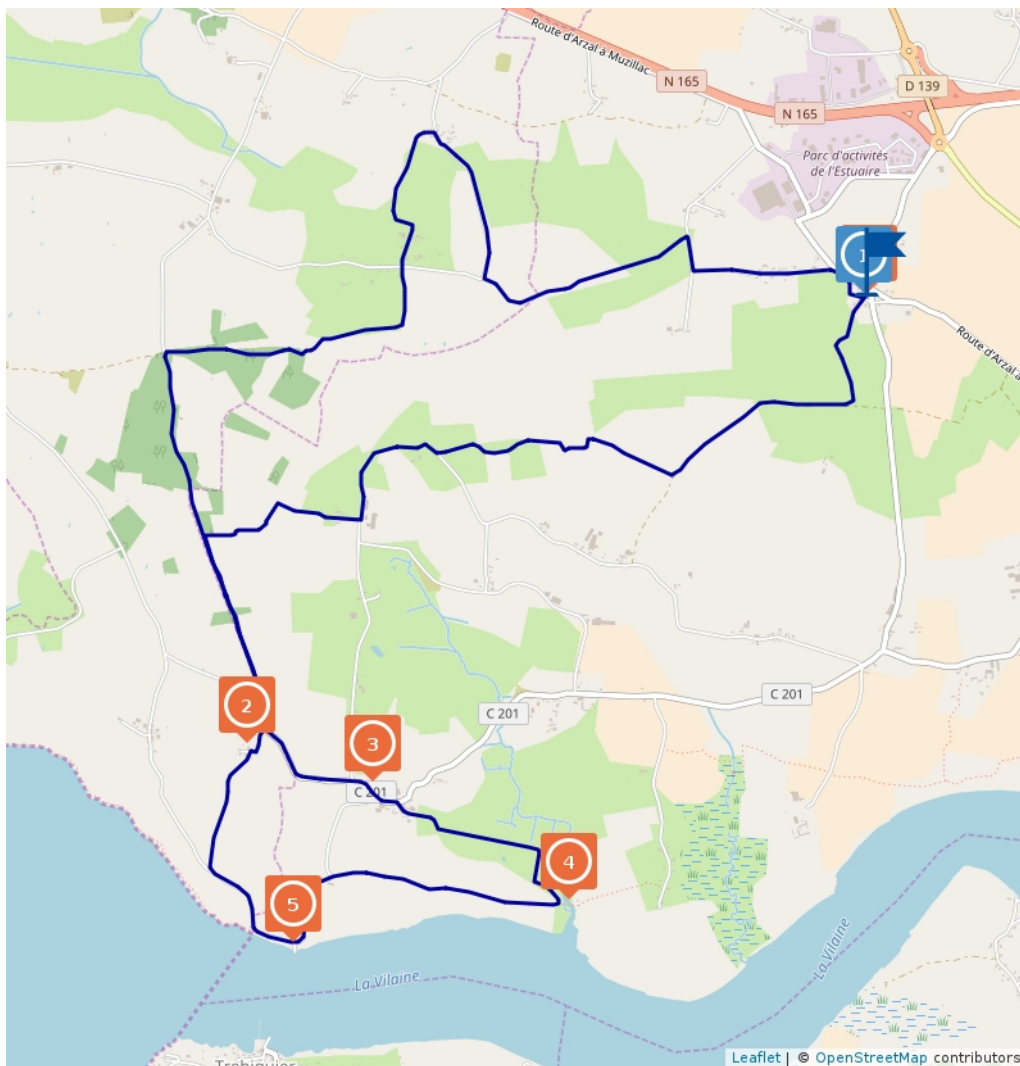 Route d'Arzal à Muzillac
N 165
D 139
N 165
Parc d'activités
de l'Estuaire
1
Route d'Arzal à
C 201
2
C 201
3
C 201
4
5
La Vilaine
La Vilaine
Leaflet | © OpenStreetMap contributors